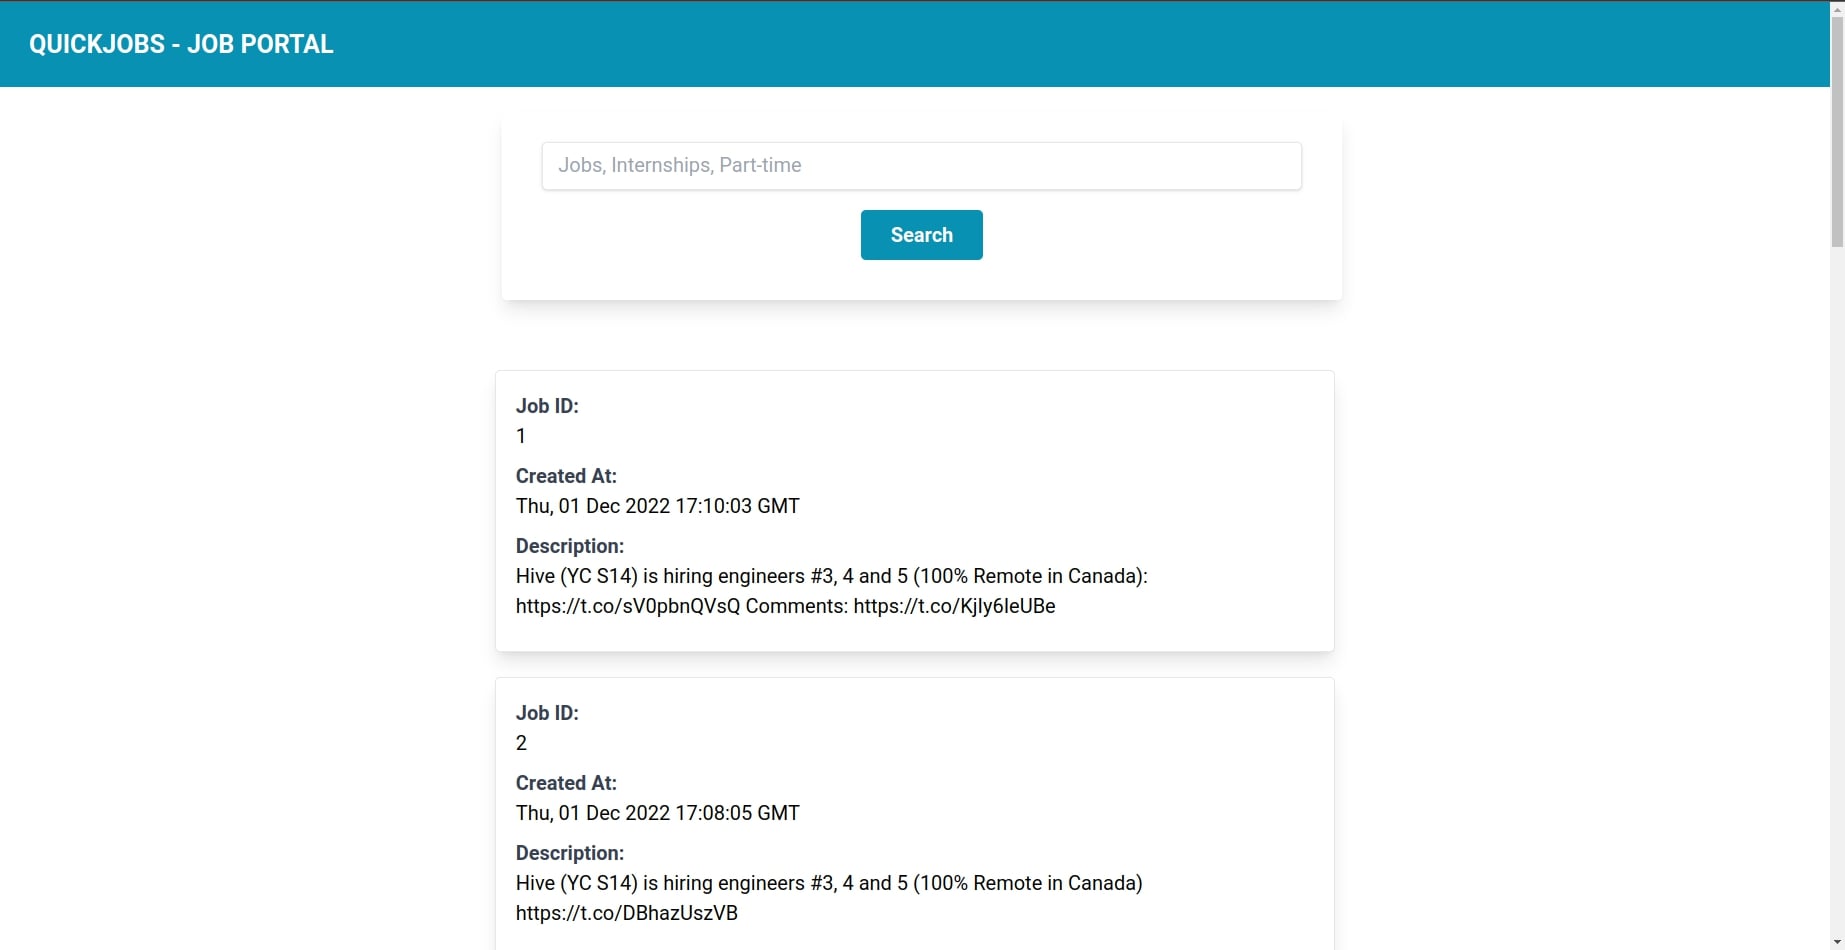 QUICKJOBS - JOB PORTAL
Jobs, Internships, Part-time
Search
Job ID:
1
Created At:
Thu, 01 Dec 2022 17:10:03 GMT
Description:
Hive (YC S14) is hiring engineers #3, 4 and 5 (100% Remote in Canada):
https://t.co/sV0pbnQVsQ Comments: https://t.co/KjIy6IeUBe
Job ID:
2
Created At:
Thu, 01 Dec 2022 17:08:05 GMT
Description:
Hive (YC S14) is hiring engineers #3, 4 and 5 (100% Remote in Canada)
https://t.co/DBhazUszVB